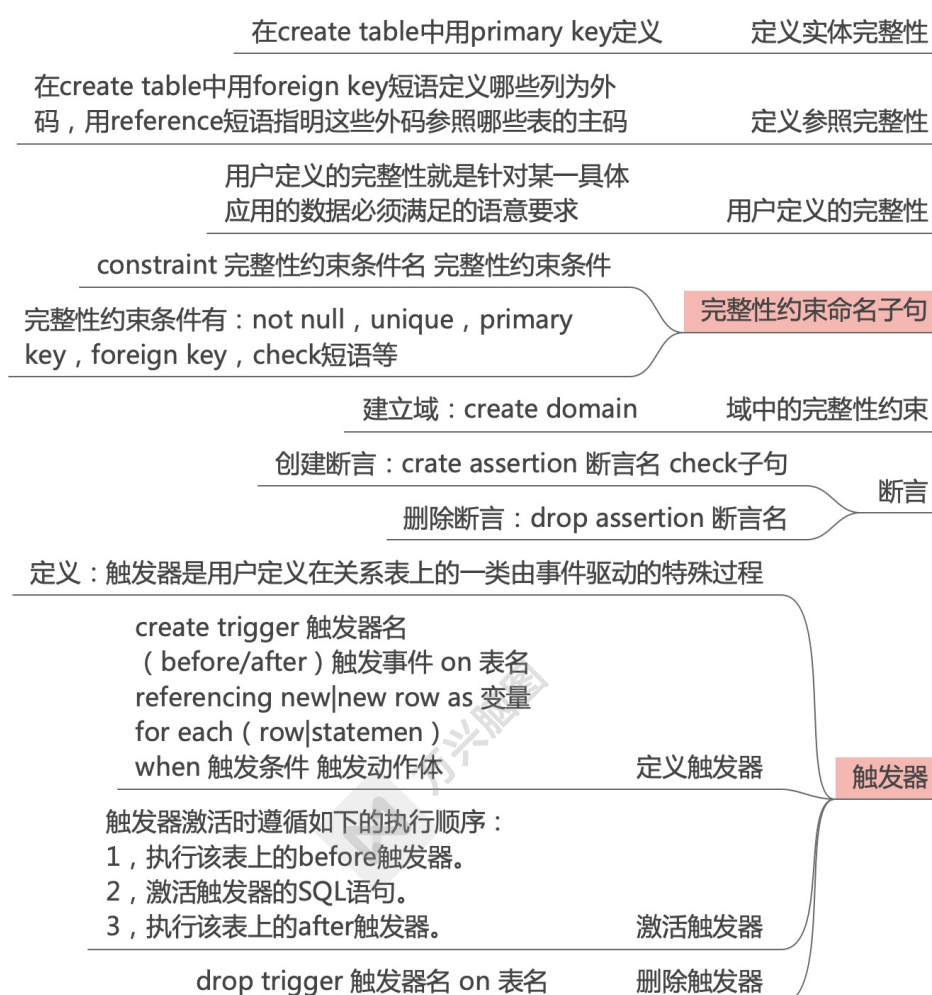 在create table中用primary key定义
定义实体完整性
在create table中用foreign key短语定义哪些列为外
码，用reference短语指明这些外码参照哪些表的主码
定义参照完整性
用户定义的完整性就是针对某一具体
应用的数据必须满足的语意要求
用户定义的完整性
constraint 完整性约束条件名 完整性约束条件
完整性约束条件有：not null，unique，primary
key，foreign key，check短语等
完整性约束命名子句
建立域：create domain
域中的完整性约束
创建断言：crate assertion 断言名 check子句
删除断言：drop assertion 断言名
断言
定义：触发器是用户定义在关系表上的一类由事件驱动的特殊过程
create trigger 触发器名
（before/after）触发事件 on 表名
referencing new|new row as 变量
for each（row|statemen）
when 触发条件 触发动作体
定义触发器
触发器
触发器激活时遵循如下的执行顺序：
1，执行该表上的before触发器。
2，激活触发器的SQL语句。
3，执行该表上的after触发器。
激活触发器
drop trigger 触发器名 on 表名
删除触发器
万兴脑图